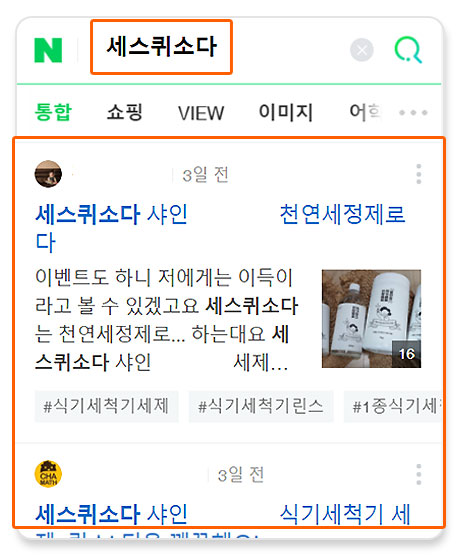 N 세스퀴소다
통합 쇼핑 VIEW 이미지 어학
3일 전
세스퀴소다 샤인 천연세정제로
다
이벤트도 하니 저에게는 이득이
라고 볼 수 있겠고요 세스퀴소다
는 천연세정제로... 하는대요 세
스퀴소다 샤인 세제...
16
#식기세척기세제 #식기세척기린스 #1종식기세척
CHA
MATH
3일 전
세스퀴소다 샤인 식기세척기 세